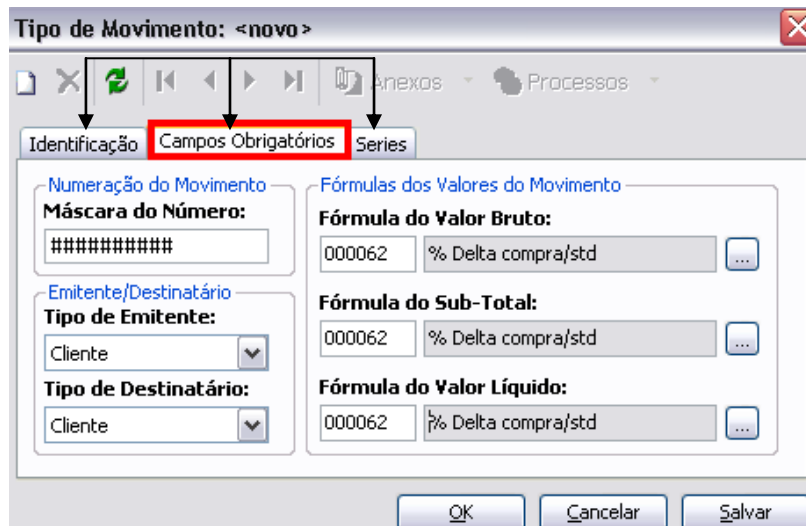 Tipo de Movimento: <novo>
Anexos Processos
Identificação Campos Obrigatórios Series
Numeração do Movimento
Máscara do Número:
##########
Emitente/Destinatário
Tipo de Emitente:
Cliente
Tipo de Destinatário:
Cliente
Fórmulas dos Valores do Movimento
Fórmula do Valor Bruto:
000062 % Delta compra/std ...
Fórmula do Sub-Total:
000062 % Delta compra/std ...
Fórmula do Valor Líquido:
000062 % Delta compra/std ...
OK Cancelar Salvar